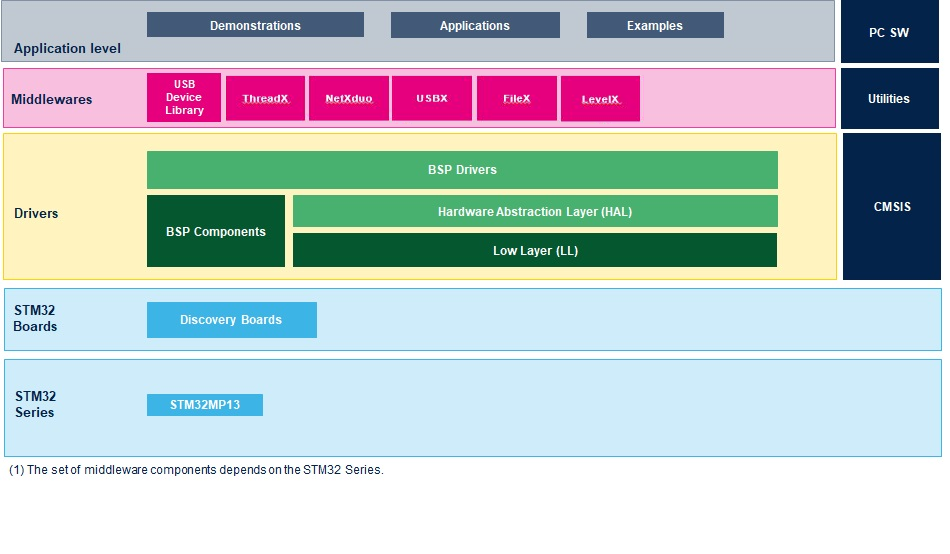 Demonstrations
Applications
Examples
PC SW
Application level
Middlewares
USB
Device
Library
ThreadX
NetXduo
USBX
FileX
LevelX
Utilities
BSP Drivers
Drivers
BSP Components
Hardware Abstraction Layer (HAL)
Low Layer (LL)
CMSIS
STM32
Boards
Discovery Boards
STM32
Series
STM32MP13
(1) The set of middleware components depends on the STM32 Series.